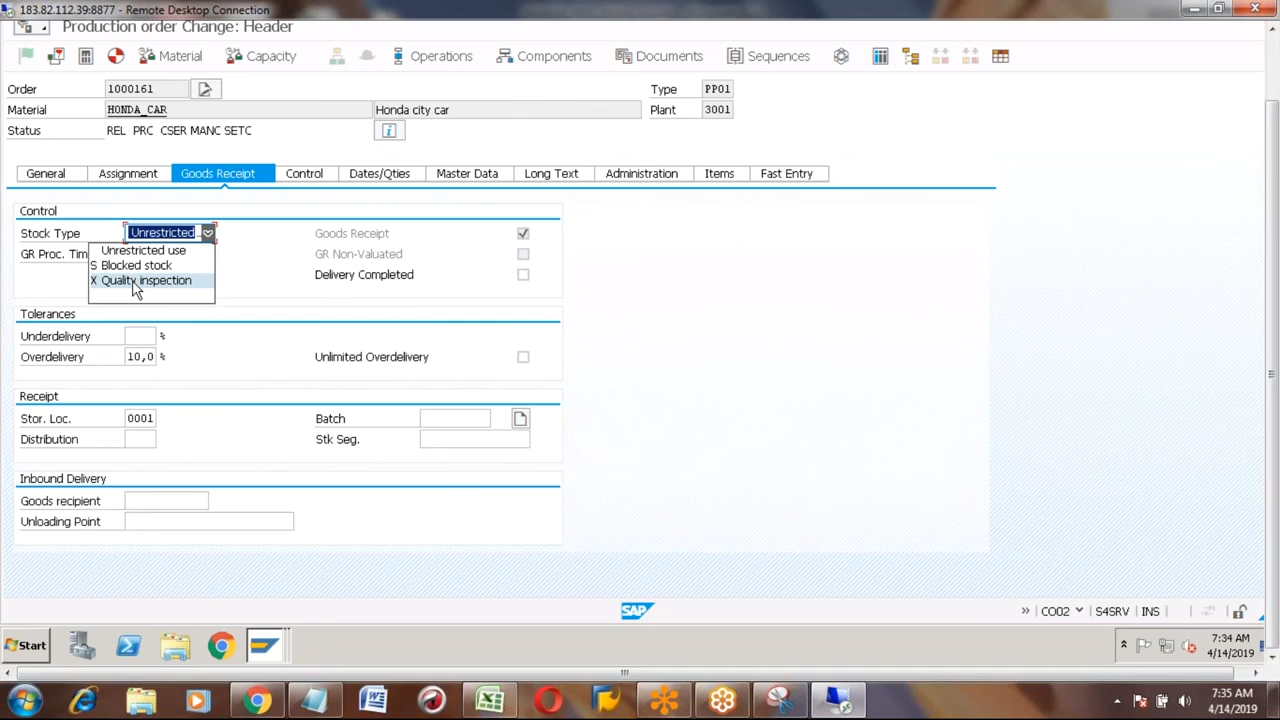 183.82.112.39:8877 - Remote Desktop Connection
Production order Change: Header
Material Capacity Operations Components Documents Sequences
Order 1000161 Type PP01
Material HONDA_CAR Honda city car Plant 3001
Status REL PRC CSER MANC SETC
General Assignment Goods Receipt Control Dates/Qties Master Data Long Text Administration Items Fast Entry
Control
Stock Type Unrestricted Goods Receipt
Unrestricted use
GR Proc. Tim GR Non-Valuated
S Blocked stock
Delivery Completed
X Quality inspection
Tolerances
Underdelivery %
Overdelivery 10,0 % Unlimited Overdelivery
Receipt
Stor. Loc. 0001 Batch
Distribution Stk Seg.
Inbound Delivery
Goods recipient
Unloading Point
SAP » CO02 S4SRV INS
Start 7:34 AM
4/14/2019
7:35 AM
4/14/2019